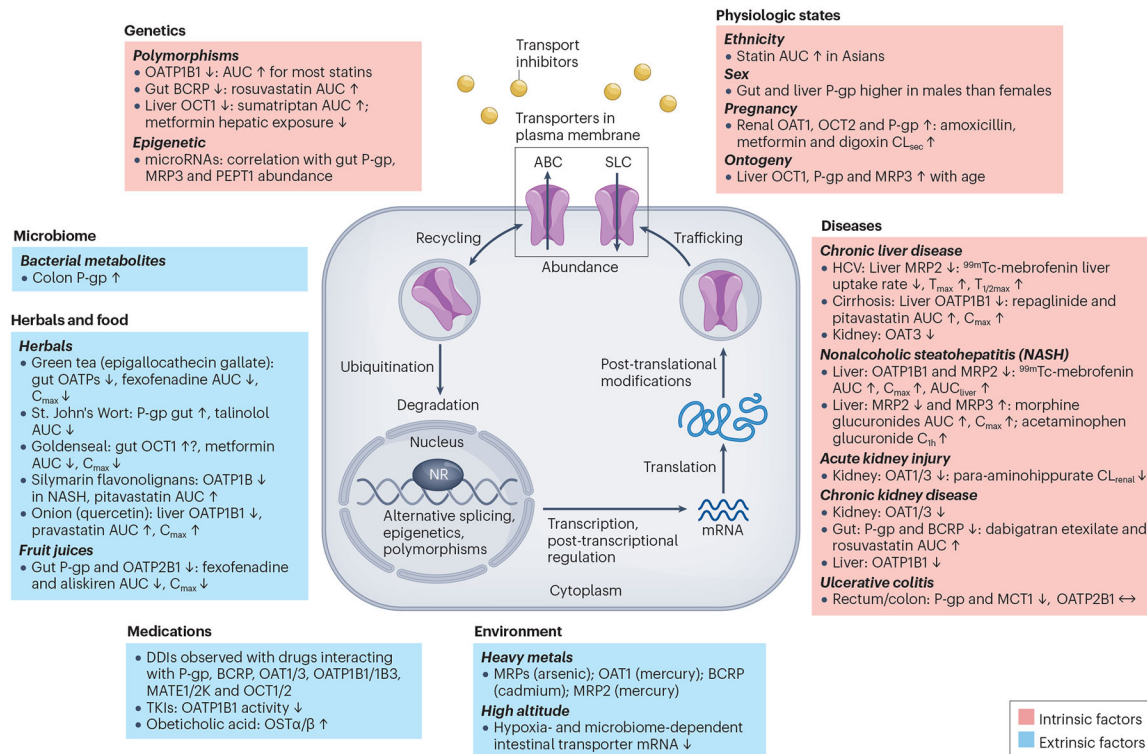 Genetics
Polymorphisms
• OATP1B1 ↓: AUC ↑ for most statins
• Gut BCRP ↓: rosuvastatin AUC ↑
• Liver OCT1 ↓: sumatriptan AUC ↑;
metformin hepatic exposure ↓
Epigenetic
• microRNAs: correlation with gut P-gp,
MRP3 and PEPT1 abundance
Transport
inhibitors
Transporters in
plasma membrane
ABC
SLC
Physiologic states
Ethnicity
• Statin AUC ↑ in Asians
Sex
• Gut and liver P-gp higher in males than females
Pregnancy
• Renal OAT1, OCT2 and P-gp ↑: amoxicillin,
metformin and digoxin CLsec ↑
Ontogeny
• Liver OCT1, P-gp and MRP3 ↑ with age
Microbiome
Bacterial metabolites
• Colon P-gp ↑
Herbals and food
Herbals
• Green tea (epigallocathecin gallate):
gut OATPs ↓, fexofenadine AUC ↓,
Cmax ↓
• St. John's Wort: P-gp gut ↑, talinolol
AUC ↓
• Goldenseal: gut OCT1 ↑?, metformin
AUC ↓, Cmax ↓
• Silymarin flavonolignans: OATP1B ↓
in NASH, pitavastatin AUC ↑
• Onion (quercetin): liver OATP1B1 ↓,
pravastatin AUC ↑, Cmax ↑
Fruit juices
• Gut P-gp and OATP2B1 ↓: fexofenadine
and aliskiren AUC ↓, Cmax ↓
Recycling
Abundance
Trafficking
Ubiquitination
Degradation
Nucleus
NR
Alternative splicing,
epigenetics,
polymorphisms
Transcription,
post-transcriptional
regulation
mRNA
Translation
Post-translational
modifications
Cytoplasm
Diseases
Chronic liver disease
• HCV: Liver MRP2 ↓: 99mTc-mebrofenin liver
uptake rate ↓, Tmax ↑, T1/2max ↑
• Cirrhosis: Liver OATP1B1 ↓: repaglinide and
pitavastatin AUC ↑, Cmax ↑
• Kidney: OAT3 ↓
Nonalcoholic steatohepatitis (NASH)
• Liver: OATP1B1 and MRP2 ↓: 99mTc-mebrofenin
AUC ↑, Cmax ↑, AUCliver ↑
• Liver: MRP2 ↓ and MRP3 ↑: morphine
glucuronides AUC ↑, Cmax ↑; acetaminophen
glucuronide C1h ↑
Acute kidney injury
• Kidney: OAT1/3 ↓: para-aminohippurate CLrenal ↓
Chronic kidney disease
• Kidney: OAT1/3 ↓
• Gut: P-gp and BCRP ↓: dabigatran etexilate and
rosuvastatin AUC ↑
• Liver: OATP1B1 ↓
Ulcerative colitis
• Rectum/colon: P-gp and MCT1 ↓, OATP2B1 ↔
Medications
• DDIs observed with drugs interacting
with P-gp, BCRP, OAT1/3, OATP1B1/1B3,
MATE1/2K and OCT1/2
• TKIs: OATP1B1 activity ↓
• Obeticholic acid: OSTα/β ↑
Environment
Heavy metals
• MRPs (arsenic); OAT1 (mercury); BCRP
(cadmium); MRP2 (mercury)
High altitude
• Hypoxia- and microbiome-dependent
intestinal transporter mRNA ↓
Intrinsic factors
Extrinsic factors